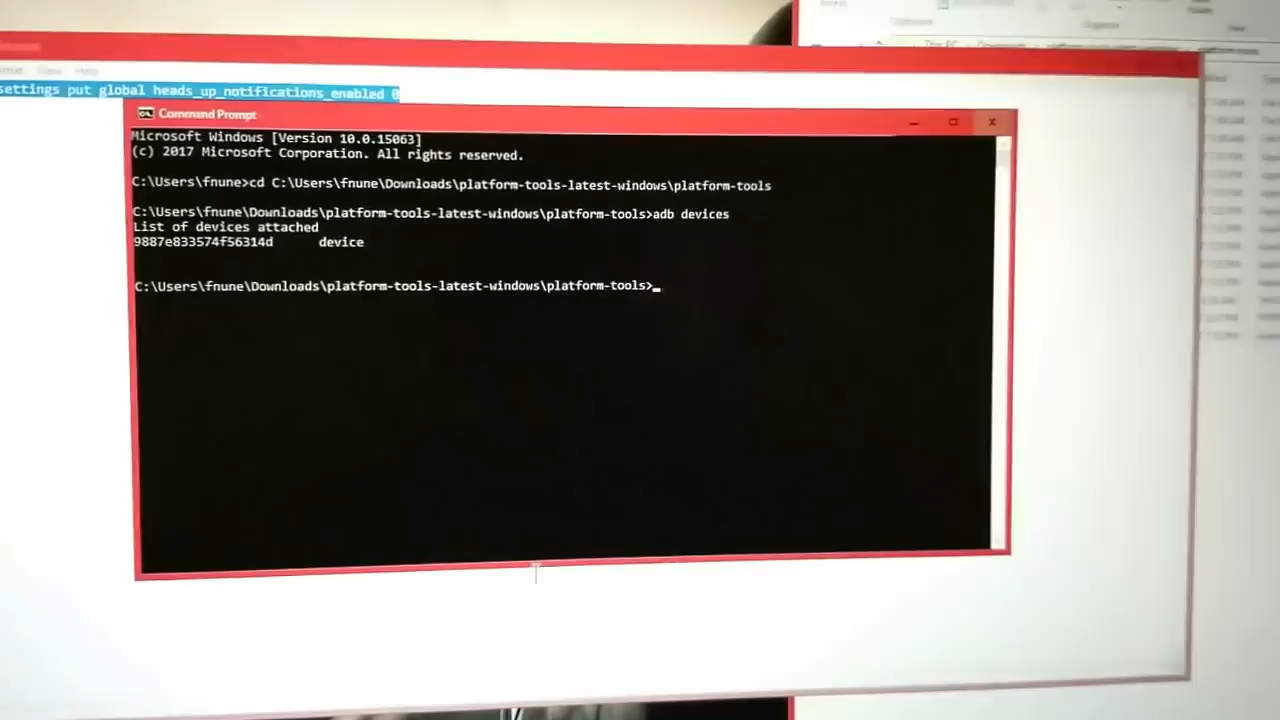 Help
settings put global heads_up_notifications_enabled 0
Command Prompt
Microsoft Windows [Version 10.0.15063]
(c) 2017 Microsoft Corporation. All rights reserved.
C:\Users\fnune>cd C:\Users\fnune\Downloads\platform-tools-latest-windows\platform-tools
C:\Users\fnune\Downloads\platform-tools-latest-windows\platform-tools>adb devices
List of devices attached
9887e833574f56314d device
C:\Users\fnune\Downloads\platform-tools-latest-windows\platform-tools>